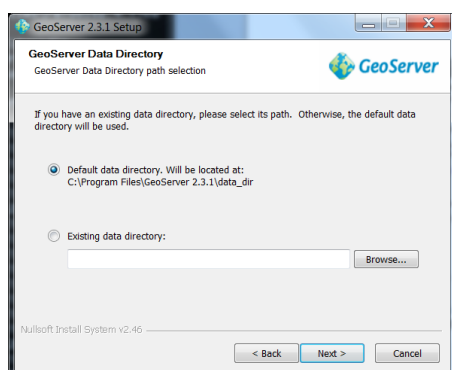 GeoServer 2.3.1 Setup
GeoServer Data Directory
GeoServer Data Directory path selection
GeoServer
If you have an existing data directory, please select its path. Otherwise, the default data
directory will be used.
Default data directory. Will be located at:
C:\Program Files\GeoServer 2.3.1\data_dir
Existing data directory:
Browse...
Nullsoft Install System v2.46
< Back Next > Cancel